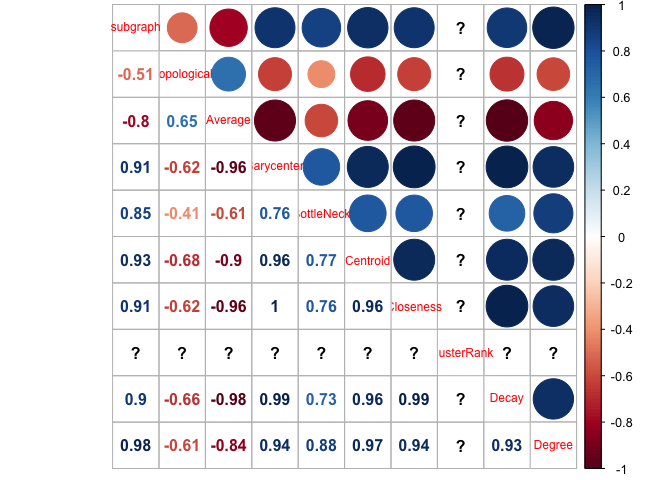 subgraph ? 1
-0.51 opological ? 0.8
-0.8 0.65 Average ? 0.6
0.91 -0.62 -0.96 arycenter ? 0.4
0.85 -0.41 -0.61 0.76 ottleNeck ? 0.2
0.93 -0.68 -0.9 0.96 0.77 Centroid ? 0
0.91 -0.62 -0.96 1 0.76 0.96 Closeness ? -0.2
? ? ? ? ? ? ? usterRank ? ? -0.4
0.9 -0.66 -0.98 0.99 0.73 0.96 0.99 ? Decay -0.6
0.98 -0.61 -0.84 0.94 0.88 0.97 0.94 ? 0.93 Degree -0.8
-1